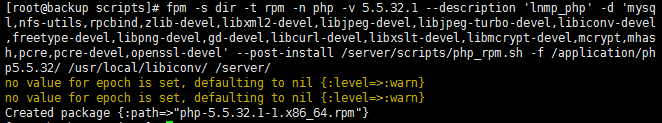 [root@backup scripts]# fpm -s dir -t rpm -n php -v 5.5.32.1 --description 'lnmp_php' -d 'mysq
l,nfs-utils,rpcbind,zlib-devel,libxml2-devel,libjpeg-devel,libjpeg-turbo-devel,libiconv-devel
,freetype-devel,libpng-devel,gd-devel,libcurl-devel,libxslt-devel,libmcrypt-devel,mcrypt,mhas
h,pcre,pcre-devel,openssl-devel' --post-install /server/scripts/php_rpm.sh -f /application/ph
p5.5.32/ /usr/local/libiconv/ /server/
no value for epoch is set, defaulting to nil {:level=>:warn}
no value for epoch is set, defaulting to nil {:level=>:warn}
Created package {:path=>"php-5.5.32.1-1.x86_64.rpm"}